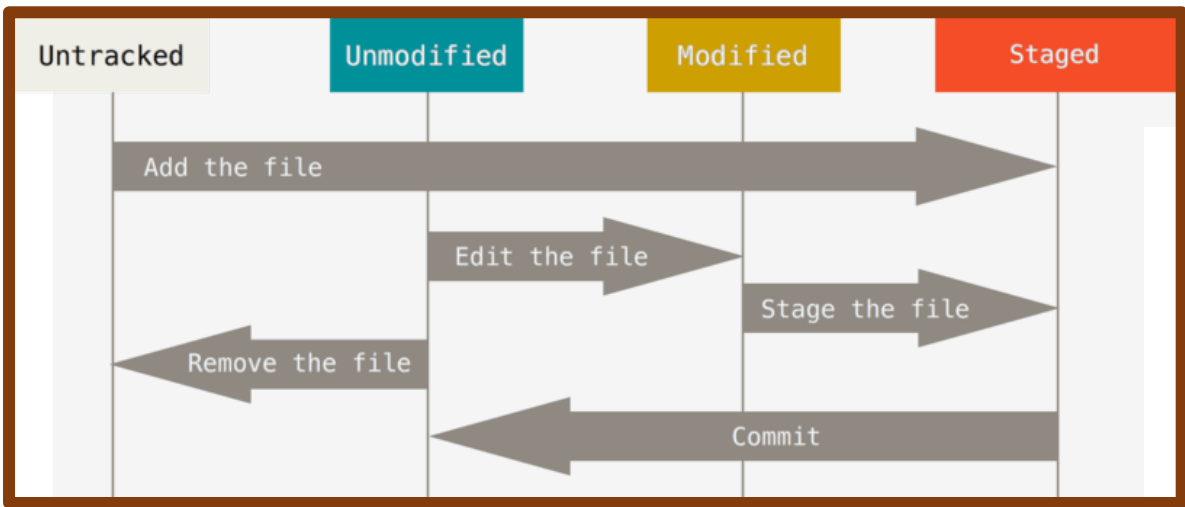 Untracked
Unmodified
Modified
Staged
Add the file
Edit the file
Stage the file
Remove the file
Commit